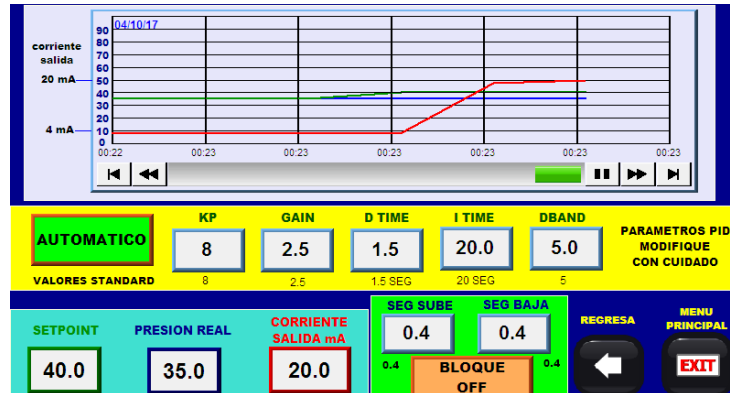 04/10/17
90
80
corriente
salida
70
60
20 mA
50
40
30
20
4 mA
10
0
00:22 00:23 00:23 00:23 00:23 00:23 00:23
KP GAIN D TIME I TIME DBAND
AUTOMATICO
8 2.5 1.5 20.0 5.0
PARAMETROS PID
MODIFIQUE
CON CUIDADO
VALORES STANDARD 8 2.5 1.5 SEG 20 SEG 5
SEG SUBE SEG BAJA
0.4 0.4
0.4 0.4
BLOQUE
OFF
SETPOINT PRESION REAL CORRIENTE
SALIDA mA
40.0 35.0 20.0
REGRESA
MENU
PRINCIPAL
EXIT